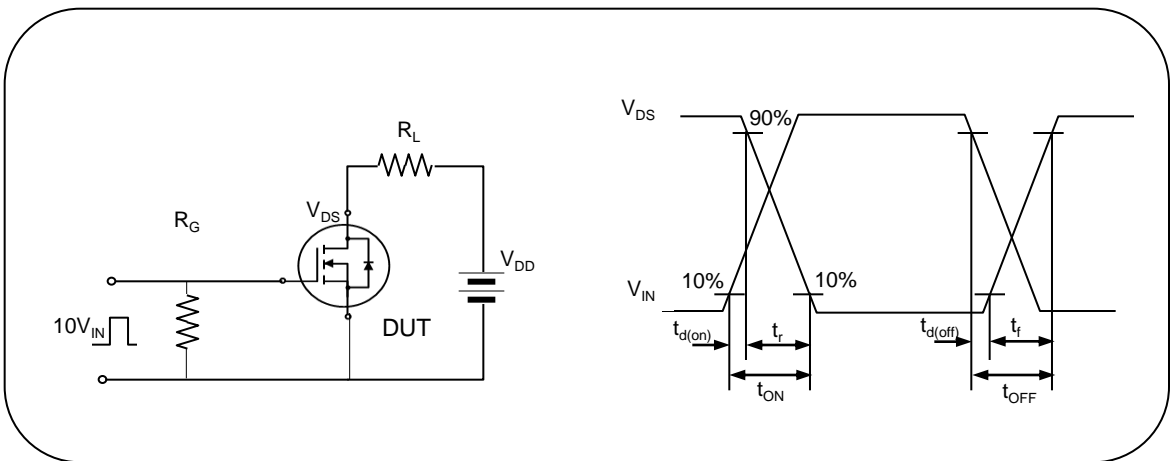 R_L
V_DS
R_G
V_DD
10V_IN
DUT
V_DS
90%
V_IN
10%
10%
t_d(on)
t_r
t_d(off)
t_f
t_ON
t_OFF